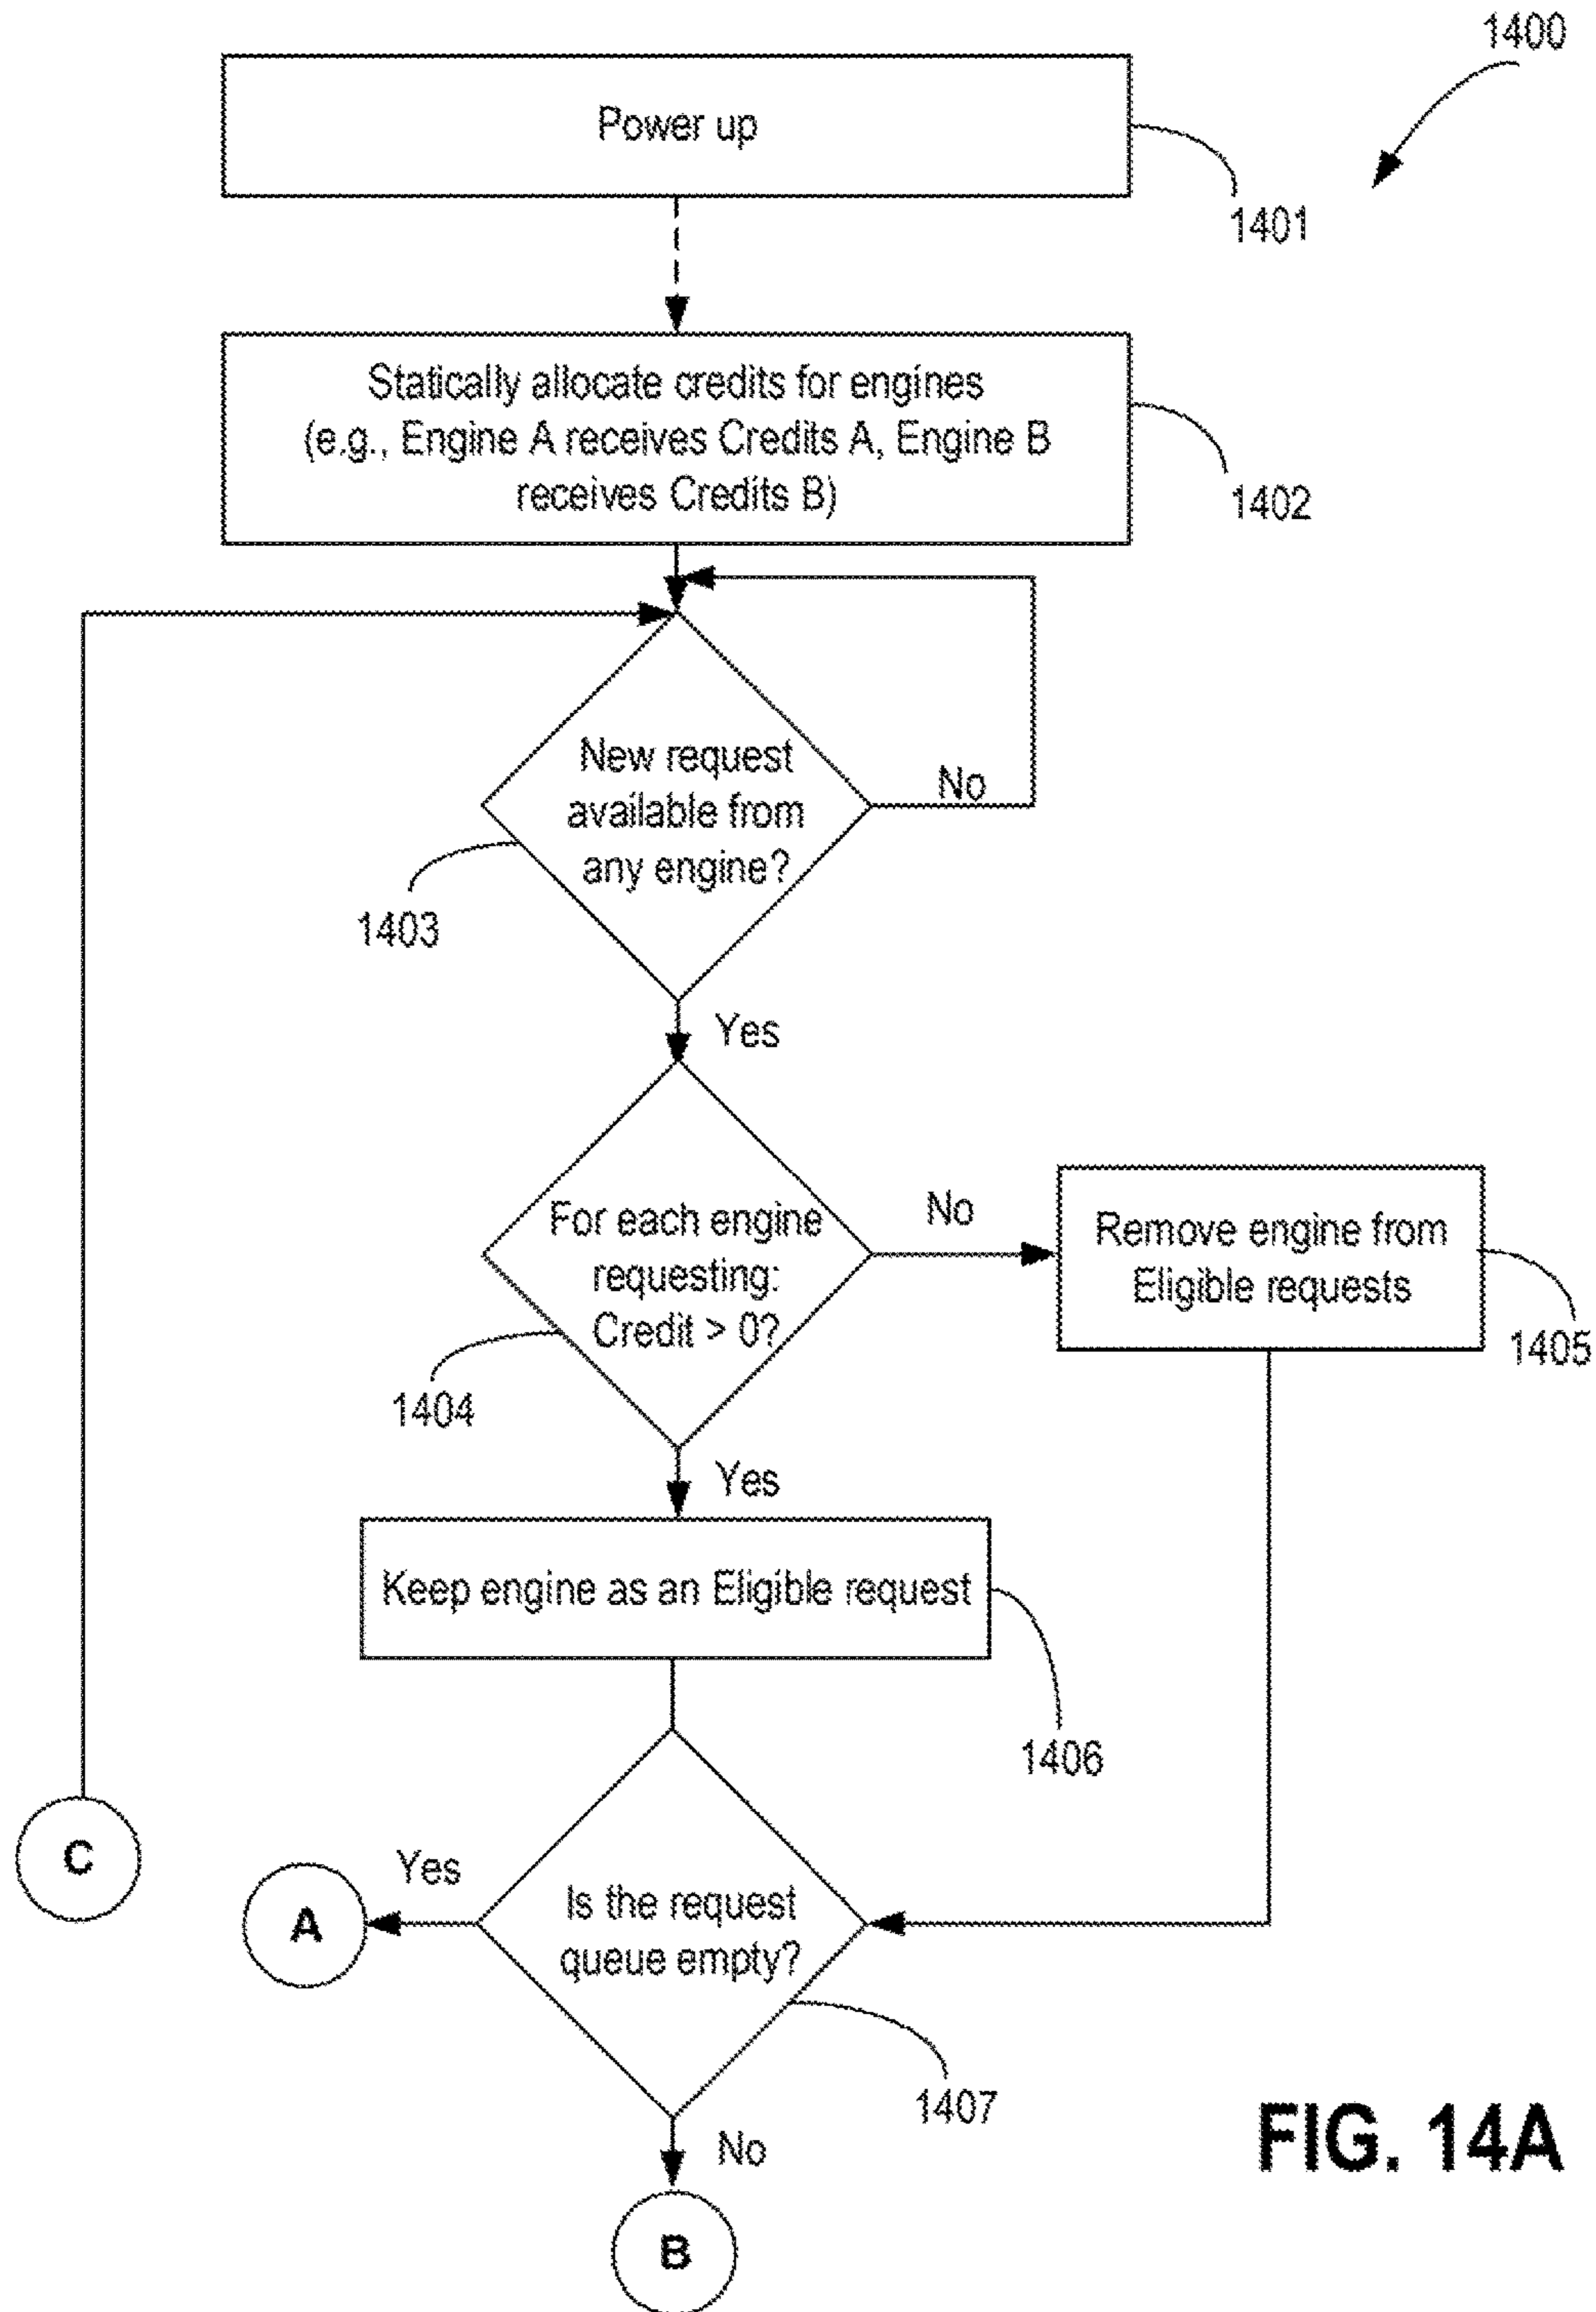 1400
Power up
1401
Statically allocate credits for engines
(e.g., Engine A receives Credits A, Engine B
receives Credits B)
1402
New request
available from
any engine?
No
1403
Yes
For each engine
requesting:
Credit > 0?
No
Remove engine from
Eligible requests
1405
1404
Yes
Keep engine as an Eligible request
1406
C
Yes
A
Is the request
queue empty?
1407
No
B
FIG. 14A